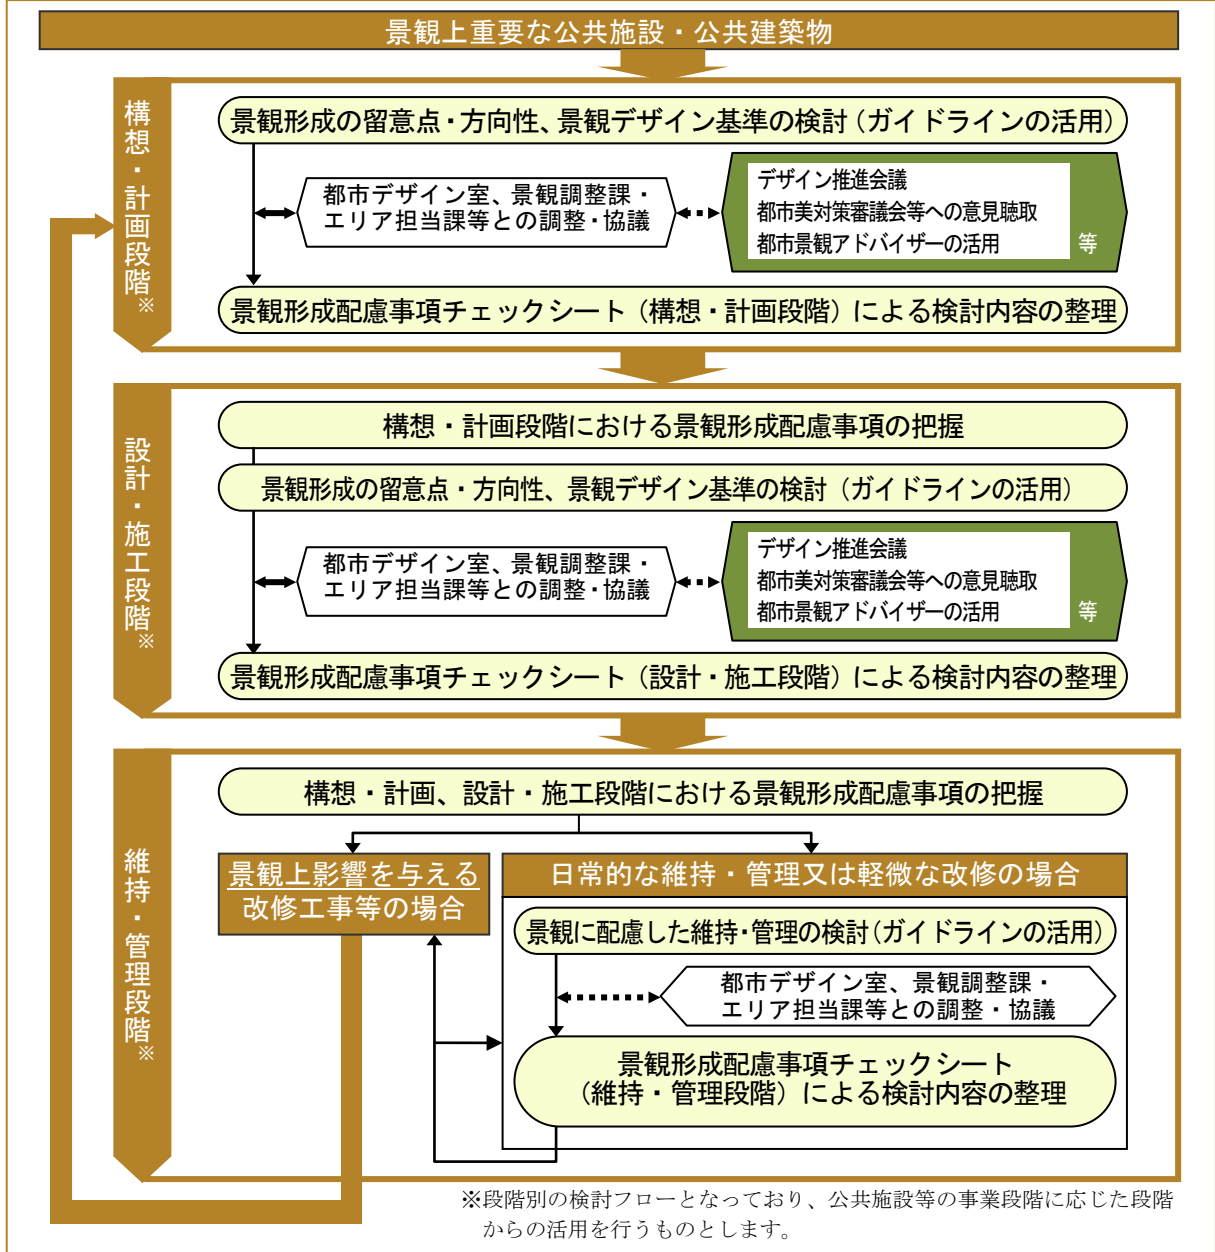 景観上重要な公共施設・公共建築物
構想・計画段階※
景観形成の留意点・方向性、景観デザイン基準の検討（ガイドラインの活用）
都市デザイン室、景観調整課・
エリア担当課等との調整・協議
デザイン推進会議
都市美対策審議会等への意見聴取
都市景観アドバイザーの活用
等
景観形成配慮事項チェックシート（構想・計画段階）による検討内容の整理
設計・施工段階※
構想・計画段階における景観形成配慮事項の把握
景観形成の留意点・方向性、景観デザイン基準の検討（ガイドラインの活用）
都市デザイン室、景観調整課・
エリア担当課等との調整・協議
デザイン推進会議
都市美対策審議会等への意見聴取
都市景観アドバイザーの活用
等
景観形成配慮事項チェックシート（設計・施工段階）による検討内容の整理
維持・管理段階※
構想・計画、設計・施工段階における景観形成配慮事項の把握
景観上影響を与える
改修工事等の場合
日常的な維持・管理又は軽微な改修の場合
景観に配慮した維持・管理の検討（ガイドラインの活用）
都市デザイン室、景観調整課・
エリア担当課等との調整・協議
景観形成配慮事項チェックシート
（維持・管理段階）による検討内容の整理
※段階別の検討フローとなっており、公共施設等の事業段階に応じた段階
からの活用を行うものとします。